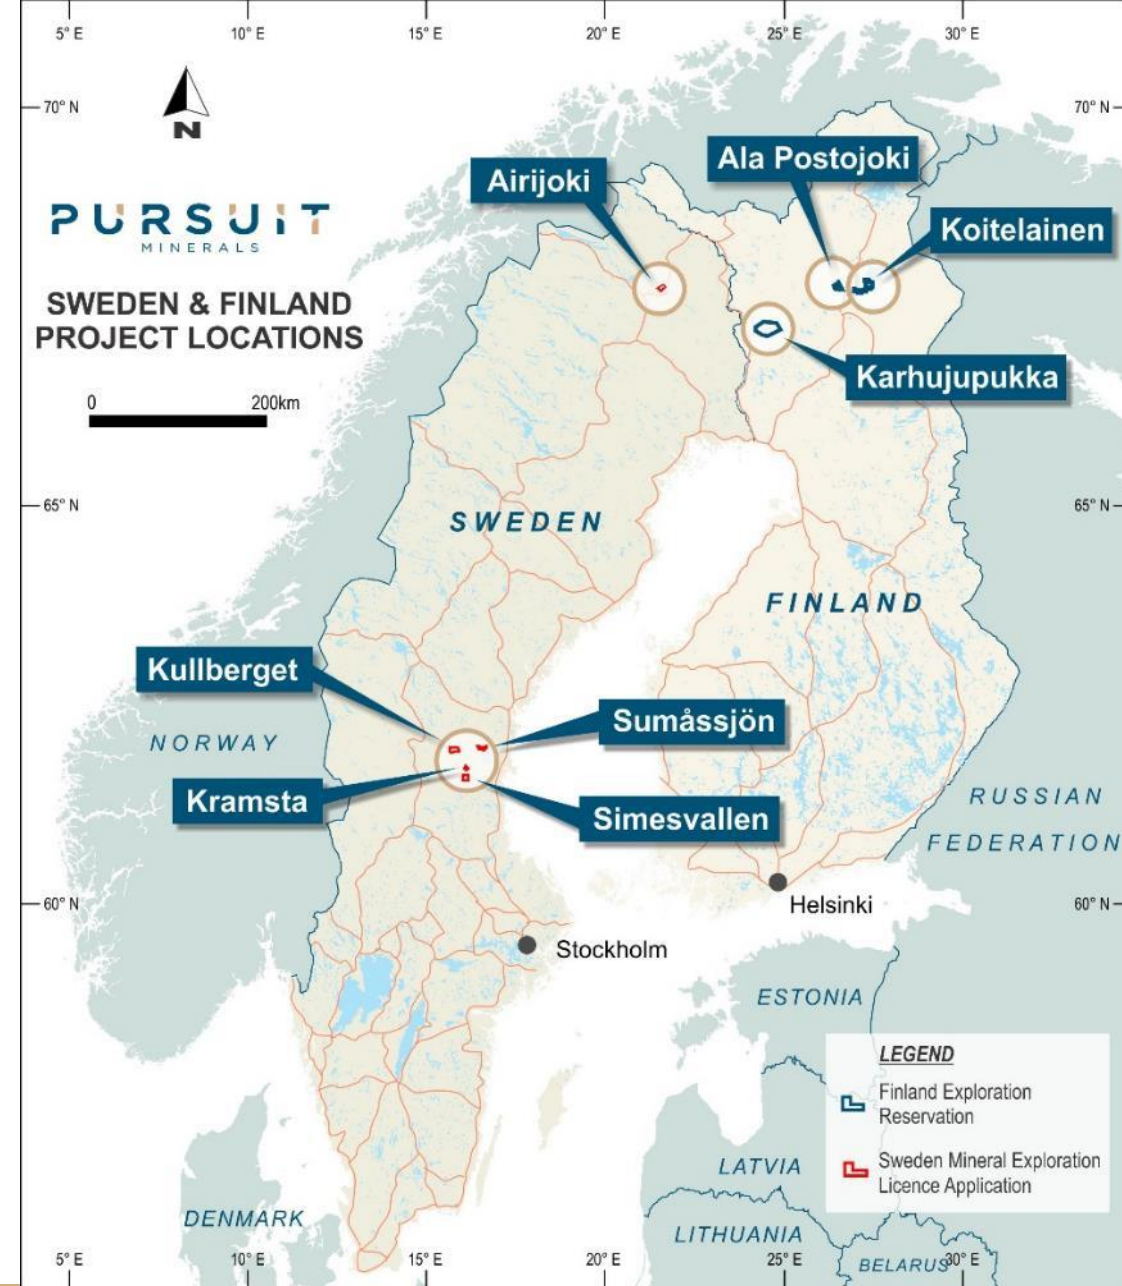 5° E
10° E
15° E
20° E
25° E
30° E
70° N
70° N
N
Airijoki
Ala Postojoki
Koitelainen
PURSUIT
MINERALS
SWEDEN & FINLAND
PROJECT LOCATIONS
Karhujupukka
0
200km
65° N
65° N
SWEDEN
FINLAND
Kullberget
Sumåssjön
NORWAY
Kramsta
Simesvallen
RUSSIAN
FEDERATION
60° N
60° N
Helsinki
Stockholm
ESTONIA
LEGEND
Finland Exploration
Reservation
Sweden Mineral Exploration
Licence Application
LATVIA
DENMARK
LITHUANIA
BELARUS
5° E
10° E
15° E
20° E
25° E
30° E